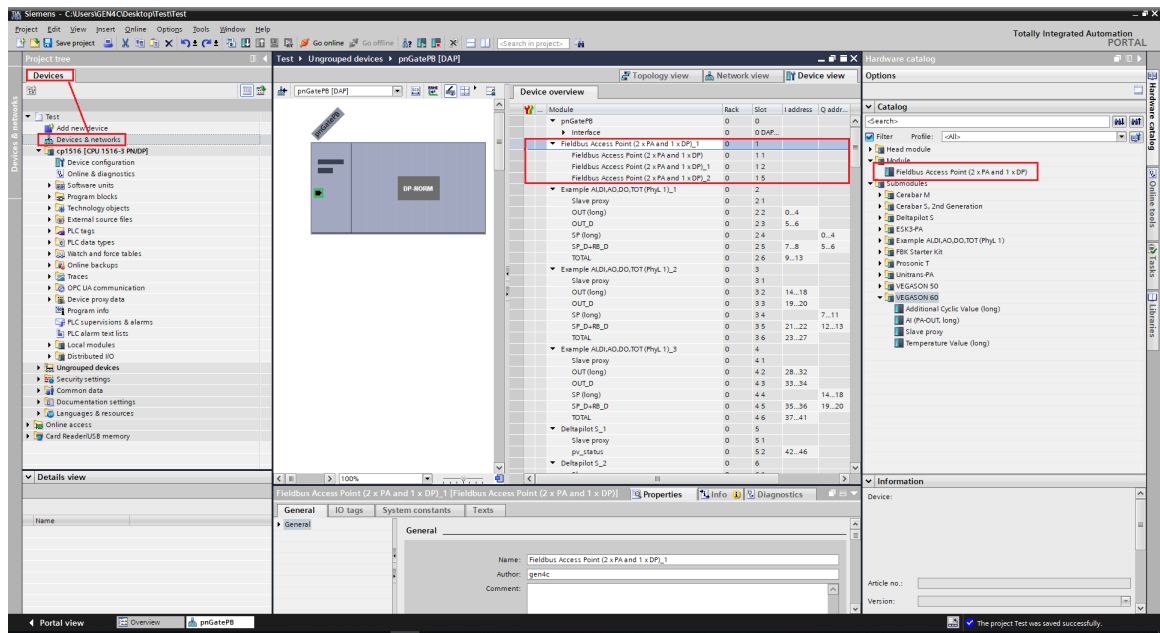 Siemens - C:\Users\GEN4C\Desktop\Test\Test
Project Edit View Insert Online Options Tools Window Help
Save project Go online Go offline <Search in project>
Totally Integrated Automation
PORTAL
Project tree
Devices
Devices & networks
Test
Add new device
Devices & networks
cp1516 [CPU 1516-3 PN/DP]
Device configuration
Online & diagnostics
Software units
Program blocks
Technology objects
External source files
PLC tags
PLC data types
Watch and force tables
Online backups
Traces
OPC UA communication
Device proxy data
Program info
PLC supervisions & alarms
PLC alarm text lists
Local modules
Distributed I/O
Ungrouped devices
Security settings
Common data
Documentation settings
Languages & resources
Online access
Card Reader/USB memory
Details view
Name
Test Ungrouped devices pnGatePB [DAP]
Topology view Network view Device view
pnGatePB [DAP]
pnGatePB
DP-NORM
100%
Device overview
... Module Rack Slot I address Q addr...
pnGatePB 0 0
Interface 0 0 DAP...
Fieldbus Access Point (2 x PA and 1 x DP)_1 0 1
Fieldbus Access Point (2 x PA and 1 x DP) 0 1 1
Fieldbus Access Point (2 x PA and 1 x DP)_1 0 1 2
Fieldbus Access Point (2 x PA and 1 x DP)_2 0 1 5
Example AI,DI,AO,DO,TOT (PhyL 1)_1 0 2
Slave proxy 0 2 1
OUT (long) 0 2 2 0...4
OUT_D 0 2 3 5...6
SP (long) 0 2 4 0...4
SP_D+RB_D 0 2 5 7...8 5...6
TOTAL 0 2 6 9...13
Example AI,DI,AO,DO,TOT (PhyL 1)_2 0 3
Slave proxy 0 3 1
OUT (long) 0 3 2 14...18
OUT_D 0 3 3 19...20
SP (long) 0 3 4 7...11
SP_D+RB_D 0 3 5 21...22 12...13
TOTAL 0 3 6 23...27
Example AI,DI,AO,DO,TOT (PhyL 1)_3 0 4
Slave proxy 0 4 1
OUT (long) 0 4 2 28...32
OUT_D 0 4 3 33...34
SP (long) 0 4 4 14...18
SP_D+RB_D 0 4 5 35...36 19...20
TOTAL 0 4 6 37...41
Deltapilot S_1 0 5
Slave proxy 0 5 1
pv_status 0 5 2 42...46
Deltapilot S_2 0 6
Fieldbus Access Point (2 x PA and 1 x DP)_1 [Fieldbus Access Point (2 x PA and 1 x DP)]
Properties Info Diagnostics
General IO tags System constants Texts
General
General
Name: Fieldbus Access Point (2 x PA and 1 x DP)_1
Author: gen4c
Comment:
Hardware catalog
Options
Catalog
<Search>
Filter Profile: <All>
Head module
Module
Fieldbus Access Point (2 x PA and 1 x DP)
Submodules
Cerabar M
Cerabar S, 2nd Generation
Deltapilot S
ESK3-PA
Example AI,DI,AO,DO,TOT (PhyL 1)
FBK Starter Kit
Prosonic T
Unitrans-PA
VEGASON 50
VEGASON 60
Additional Cyclic Value (long)
AI (PA-OUT, long)
Slave proxy
Temperature Value (long)
Information
Device:
Article no.:
Version:
Hardware catalog
Online tools
Tasks
Libraries
Portal view Overview pnGatePB
The project Test was saved successfully.